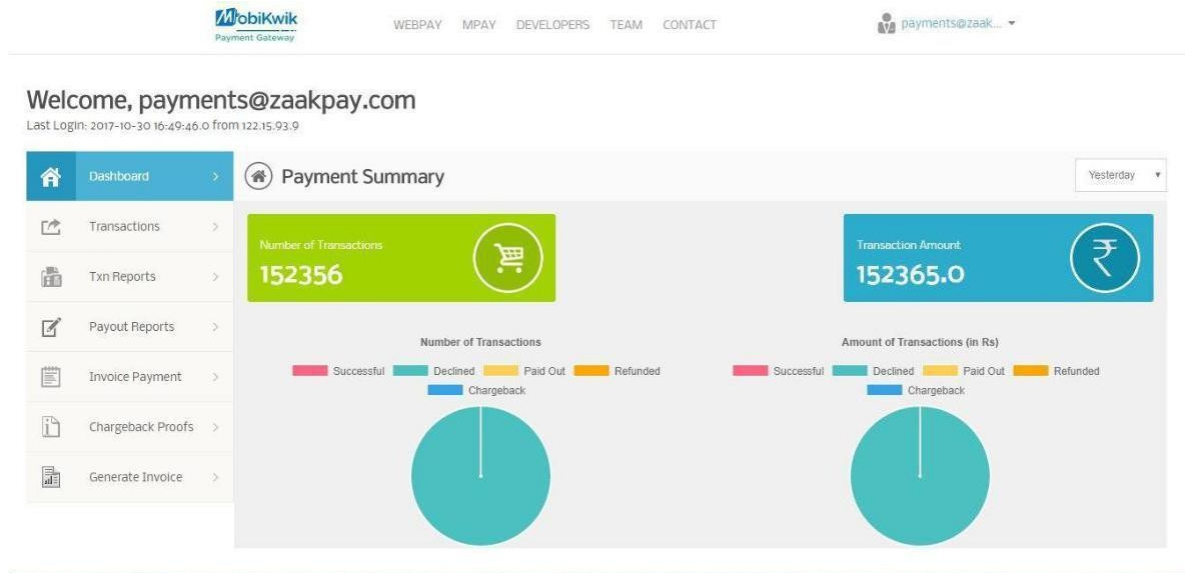 MobiKwik
Payment Gateway
WEBPAY MPAY DEVELOPERS TEAM CONTACT
payments@zaak...
Welcome, payments@zaakpay.com
Last Login: 2017-10-30 16:49:46.0 from 122.15.93.9
Dashboard
Transactions
Txn Reports
Payout Reports
Invoice Payment
Chargeback Proofs
Generate Invoice
Payment Summary
Yesterday
Number of Transactions
152356
Transaction Amount
152365.0
Number of Transactions
Successful Declined Paid Out Refunded
Chargeback
Amount of Transactions (in Rs)
Successful Declined Paid Out Refunded
Chargeback